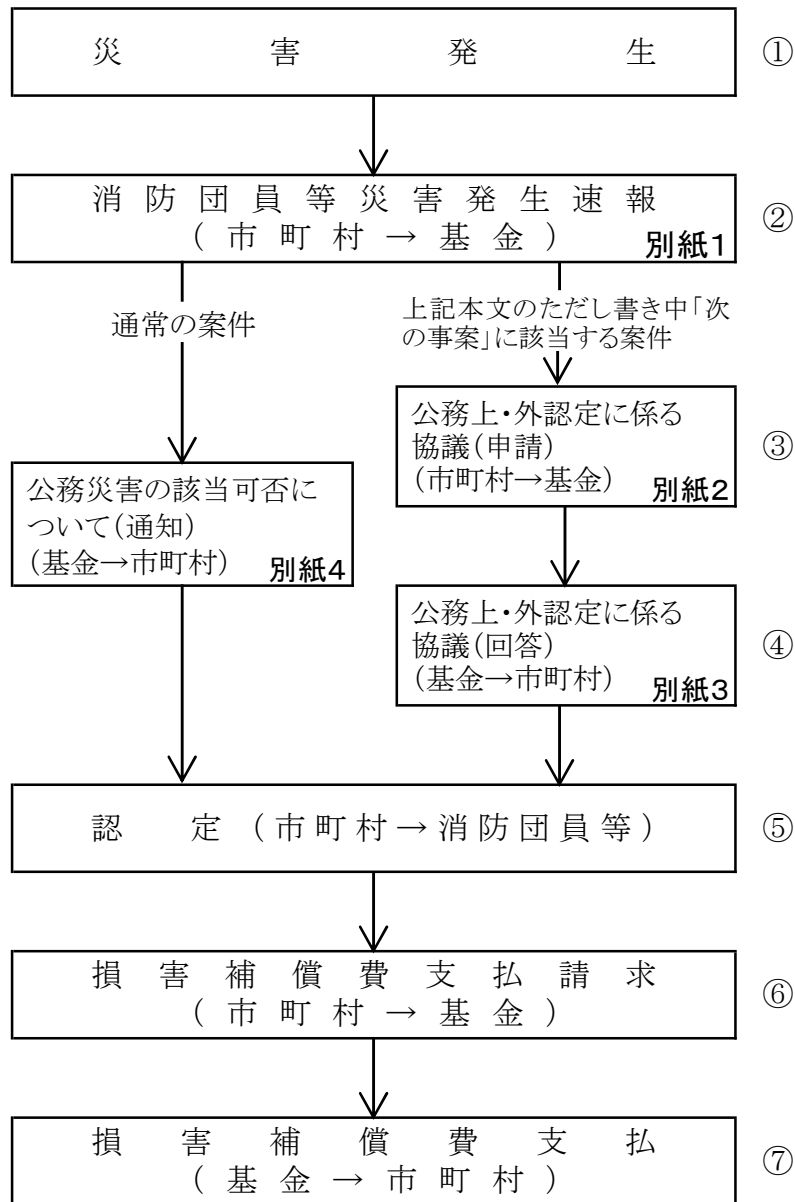 災害発生
①
消防団員等災害発生速報
(市町村→基金)
別紙1
②
通常の案件
上記本文のただし書き中「次
の事案」に該当する案件
公務上・外認定に係る
協議(申請)
(市町村→基金)
別紙2
③
公務災害の該当可否に
ついて(通知)
(基金→市町村)
別紙4
公務上・外認定に係る
協議(回答)
(基金→市町村)
別紙3
④
認定(市町村→消防団員等)
⑤
損害補償費支払請求
(市町村→基金)
⑥
損害補償費支払
(基金→市町村)
⑦